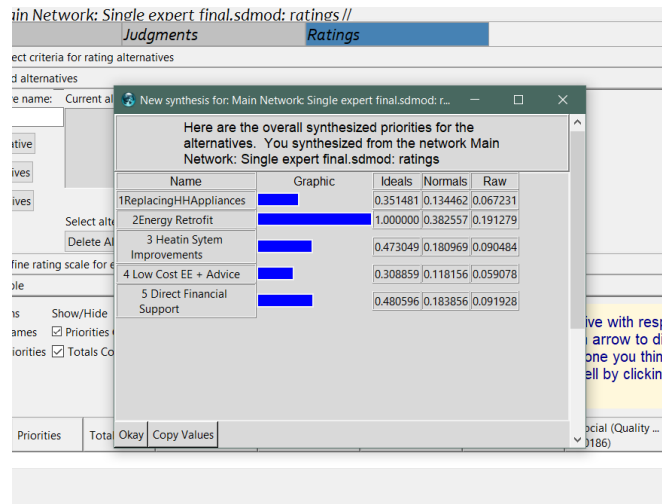 ain Network: Single expert final.sdmod: ratings //
Judgments Ratings
ect criteria for rating alternatives
d alternatives
e name: Current al
ative
ives
ives
Select alte
Delete Al
fine rating scale for e
ole
ns Show/Hide
ames Priorities
iorities Totals Co
New synthesis for: Main Network: Single expert final.sdmod: r...
Here are the overall synthesized priorities for the
alternatives. You synthesized from the network Main
Network: Single expert final.sdmod: ratings
Name Graphic Ideals Normals Raw
1ReplacingHHAppliances 0.351481 0.134462 0.067231
2Energy Retrofit 1.000000 0.382557 0.191279
3 Heatin Sytem
Improvements 0.473049 0.180969 0.090484
4 Low Cost EE + Advice 0.308859 0.118156 0.059078
5 Direct Financial
Support 0.480596 0.183856 0.091928
Okay Copy Values
ive with resp
arrow to di
one you thin
ell by clickin
Priorities Total
ocial (Quality ...
0186)